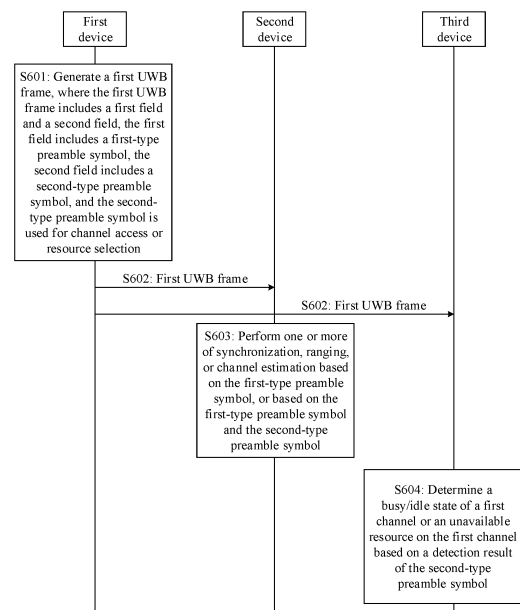 First
device
Second
device
Third
device
S601: Generate a first UWB
frame, where the first UWB
frame includes a first field
and a second field, the first
field includes a first-type
preamble symbol, the
second field includes a
second-type preamble
symbol, and the second-
type preamble symbol is
used for channel access or
resource selection
S602: First UWB frame
S602: First UWB frame
S603: Perform one or more
of synchronization, ranging,
or channel estimation based
on the first-type preamble
symbol, or based on the
first-type preamble symbol
and the second-type
preamble symbol
S604: Determine a
busy/idle state of a first
channel or an unavailable
resource on the first channel
based on a detection result
of the second-type
preamble symbol